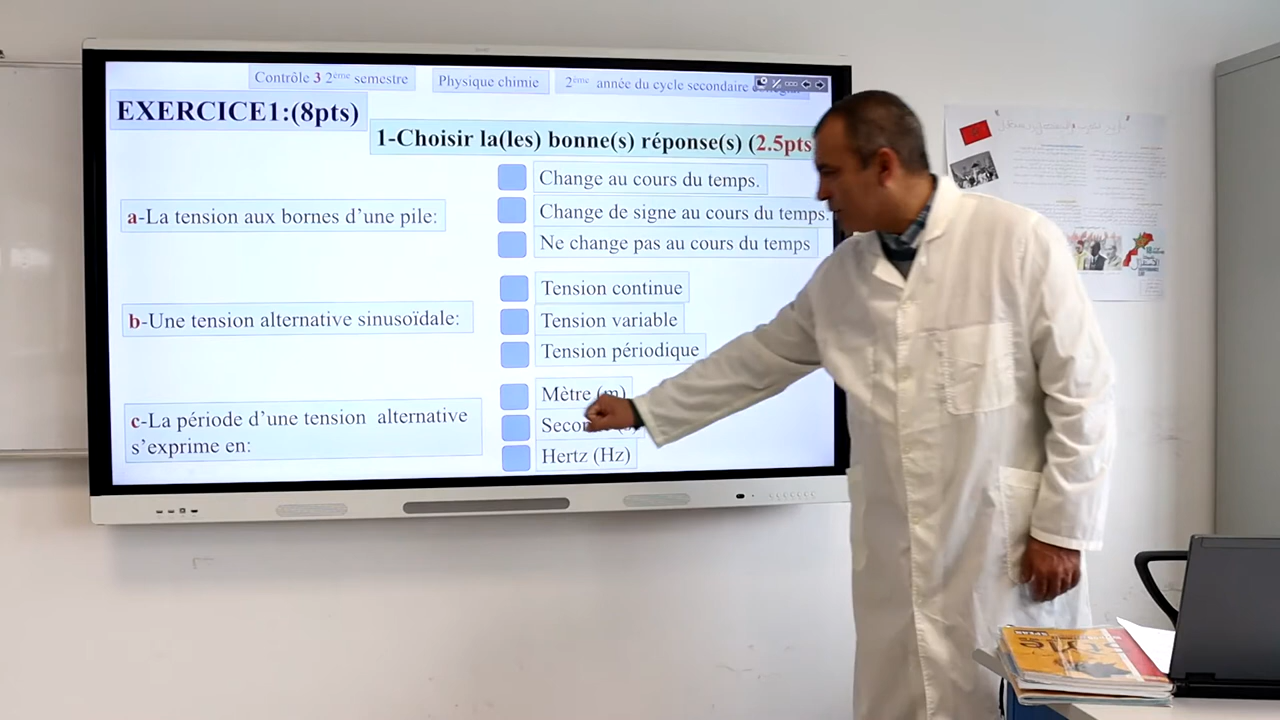 Contrôle 3 2ème semestre
Physique chimie
2ème année du cycle secondaire
EXERCICE1:(8pts)
1-Choisir la(les) bonne(s) réponse(s) (2.5pts
a-La tension aux bornes d'une pile:
Change au cours du temps.
Change de signe au cours du temps.
Ne change pas au cours du temps
b-Une tension alternative sinusoïdale:
Tension continue
Tension variable
Tension périodique
c-La période d'une tension alternative
s'exprime en:
Mètre (m)
Hertz (Hz)